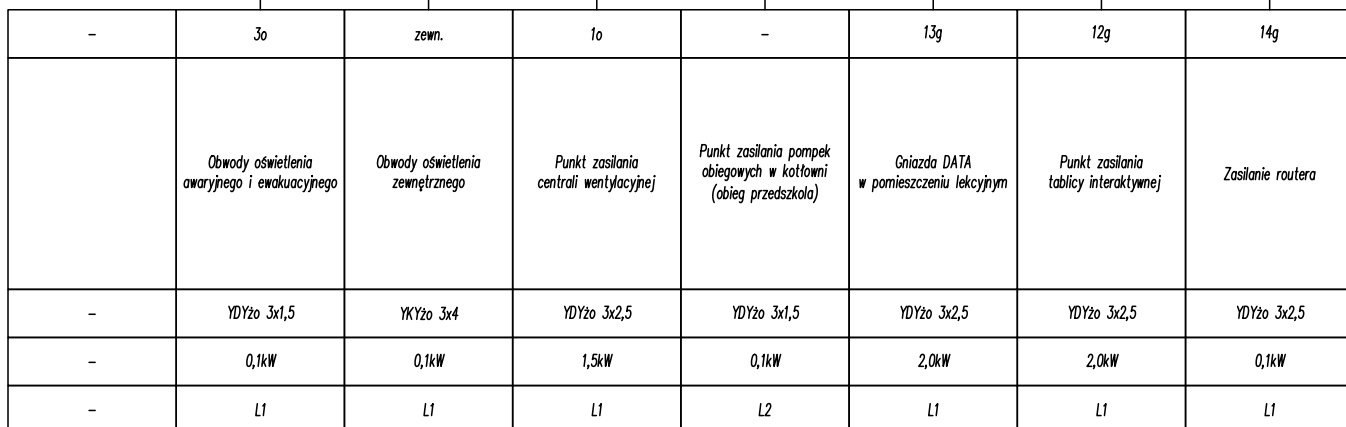 – 3o zewn. 1o – 13g 12g 14g
Obwody oświetlenia
awaryjnego i ewakuacyjnego
Obwody oświetlenia
zewnętrznego
Punkt zasilania
centrali wentylacyjnej
Punkt zasilania pompek
obiegowych w kotłowni
(obieg przedszkola)
Gniazda DATA
w pomieszczeniu lekcyjnym
Punkt zasilania
tablicy interaktywnej
Zasilanie routera
– YDYżo 3x1,5 YKYżo 3x4 YDYżo 3x2,5 YDYżo 3x1,5 YDYżo 3x2,5 YDYżo 3x2,5 YDYżo 3x2,5
– 0,1kW 0,1kW 1,5kW 0,1kW 2,0kW 2,0kW 0,1kW
– L1 L1 L1 L2 L1 L1 L1